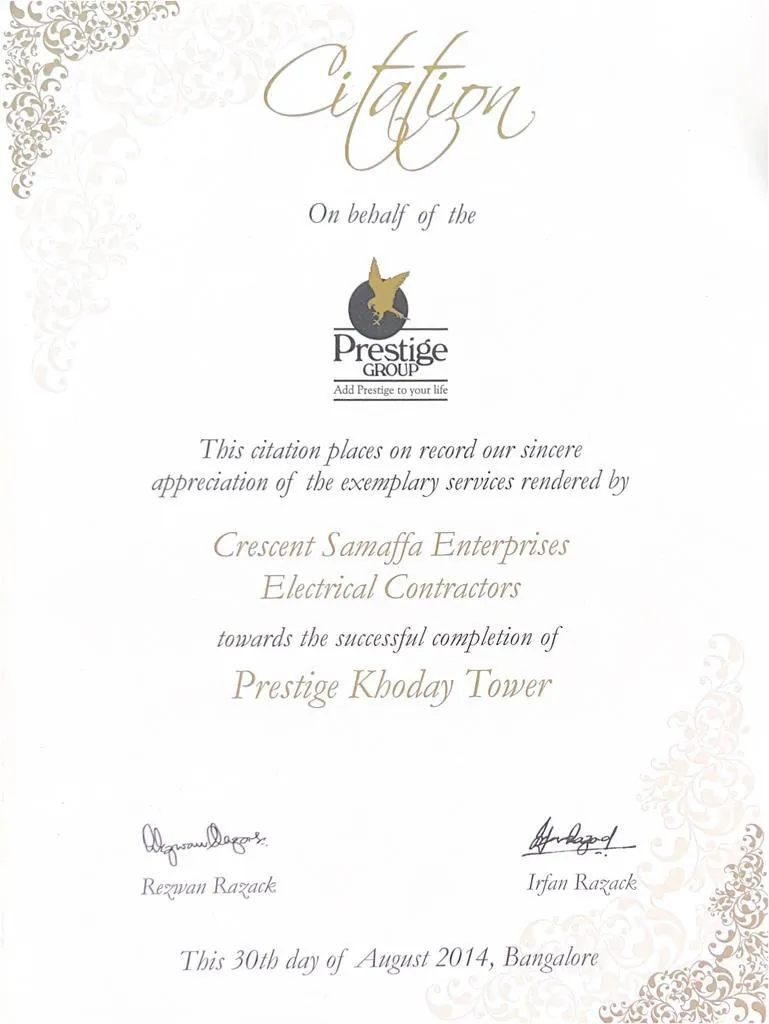 Citation
On behalf of the
Prestige
GROUP
Add Prestige to your life
This citation places on record our sincere
appreciation of the exemplary services rendered by
Crescent Samaffa Enterprises
Electrical Contractors
towards the successful completion of
Prestige Khoday Tower
Rezwan Razack
Irfan Razack
This 30th day of August 2014, Bangalore